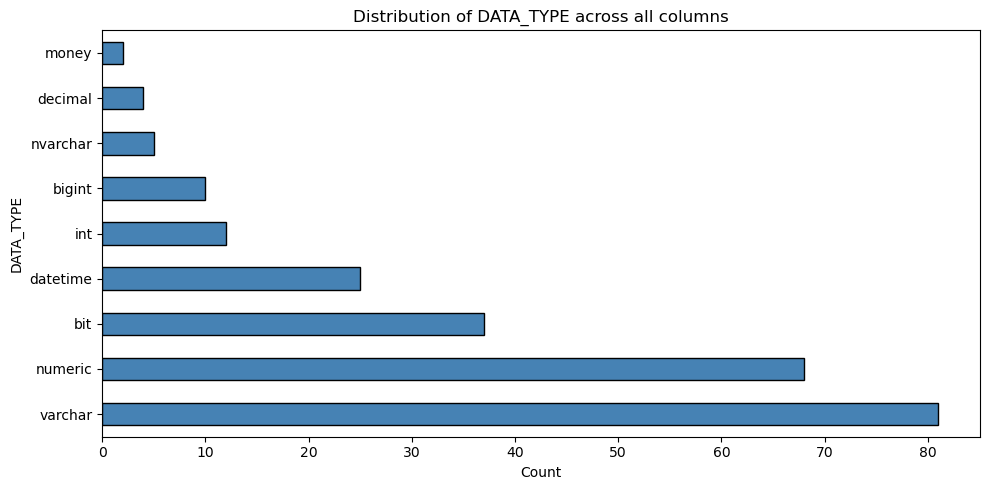 Distribution of DATA_TYPE across all columns
money
decimal
nvarchar
bigint
int
datetime
bit
numeric
varchar
DATA_TYPE
0 10 20 30 40 50 60 70 80
Count